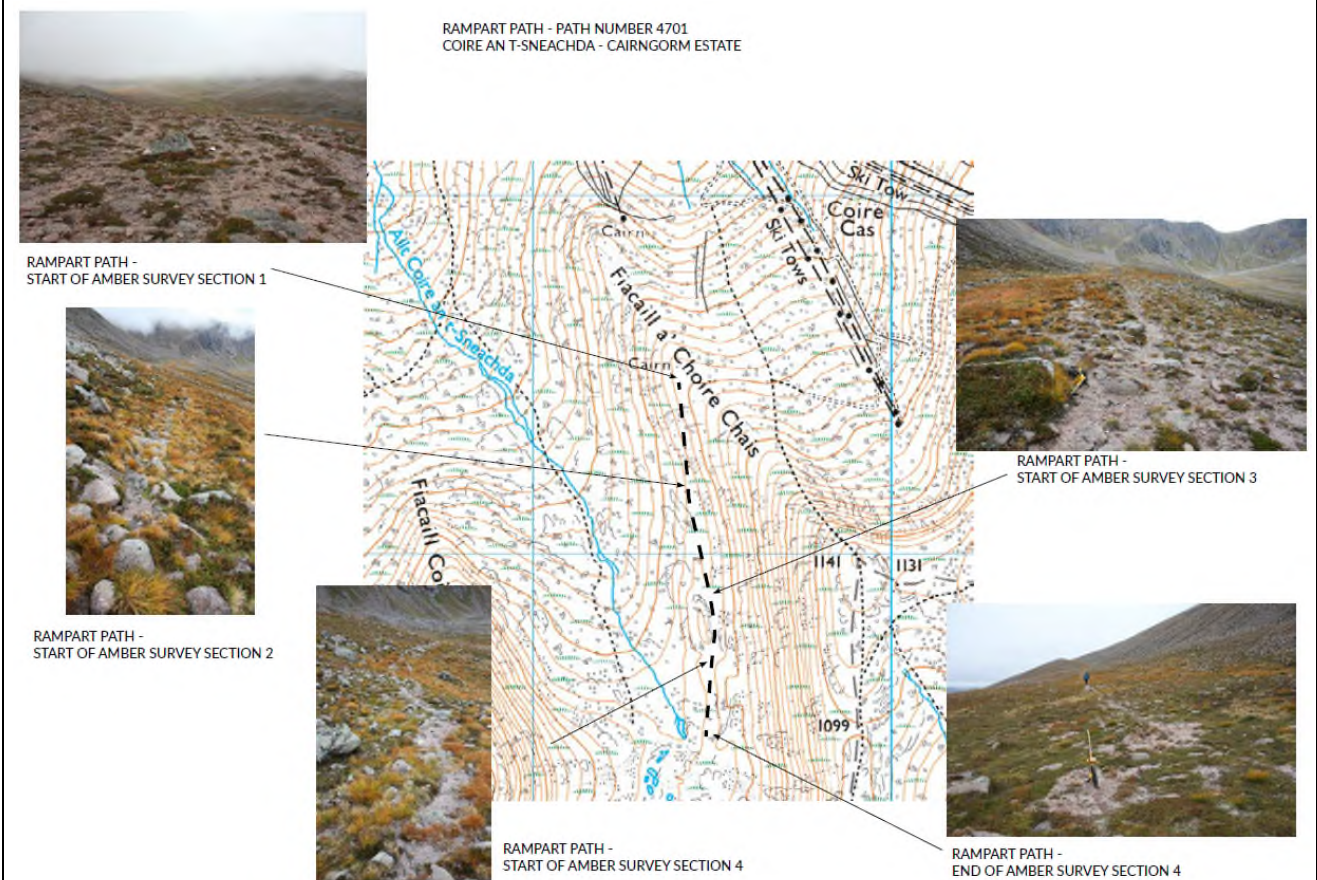 RAMPART PATH - PATH NUMBER 4701
COIRE AN T-SNEACHDA - CAIRNGORM ESTATE
RAMPART PATH -
START OF AMBER SURVEY SECTION 1
RAMPART PATH -
START OF AMBER SURVEY SECTION 2
Ski Tow
Coire
Cas
Ski Tows
Cairn
Allt Coire an t-Sneachda
Fiacaill a' Choire Chais
Cairn
Fiacaill Coi
1141
1131
1099
RAMPART PATH -
START OF AMBER SURVEY SECTION 3
RAMPART PATH -
START OF AMBER SURVEY SECTION 4
RAMPART PATH -
END OF AMBER SURVEY SECTION 4